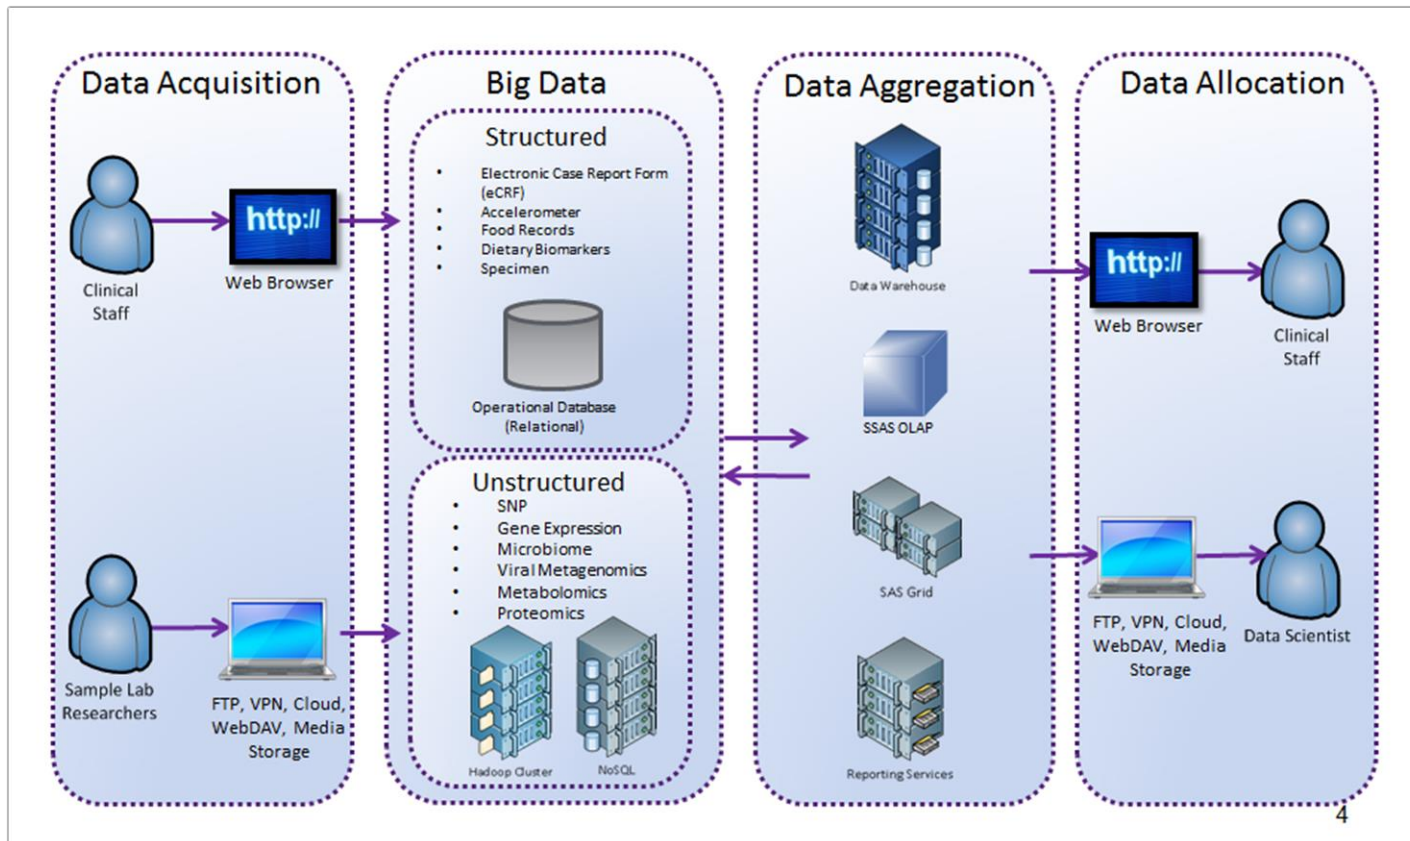 Data Acquisition
Clinical
Staff
http://
Web Browser
Sample Lab
Researchers
FTP, VPN, Cloud,
WebDAV, Media
Storage
Big Data
Structured
• Electronic Case Report Form
(eCRF)
• Accelerometer
• Food Records
• Dietary Biomarkers
• Specimen
Operational Database
(Relational)
Unstructured
• SNP
• Gene Expression
• Microbiome
• Viral Metagenomics
• Metabolomics
• Proteomics
Hadoop Cluster
NoSQL
Data Aggregation
Data Warehouse
SSAS OLAP
SAS Grid
Reporting Services
Data Allocation
http://
Web Browser
Clinical
Staff
FTP, VPN, Cloud,
WebDAV, Media
Storage
Data Scientist
4